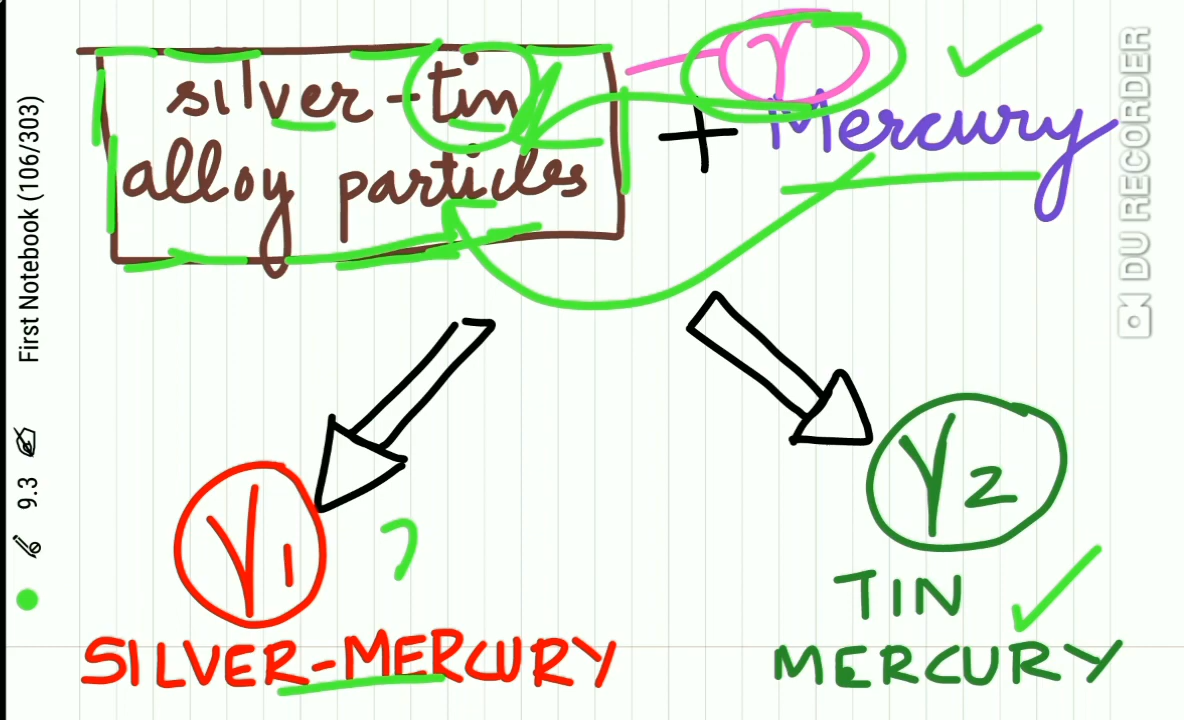 silver-tin
alloy particles
γ
+ Mercury
γ1
SILVER-MERCURY
γ2
TIN
MERCURY
First Notebook (106/303)
9.3
DU RECORDER